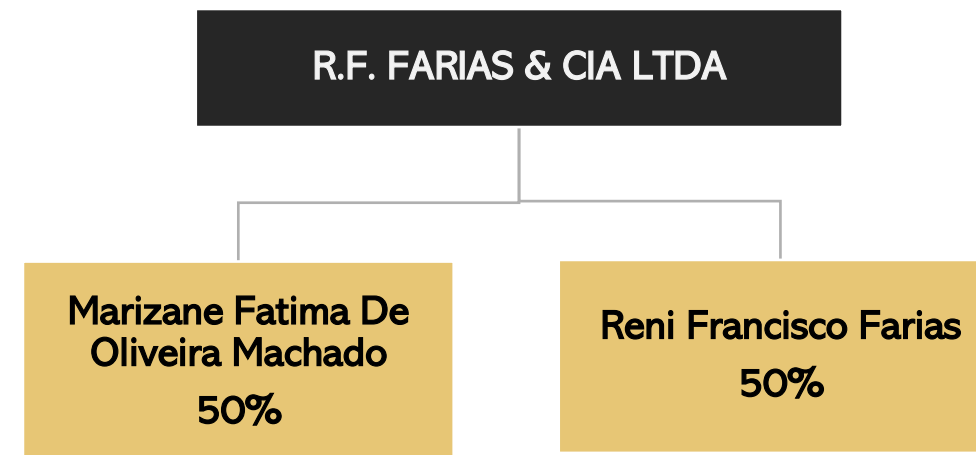 R.F. FARIAS & CIA LTDA
Marizane Fatima De
Oliveira Machado
50%
Reni Francisco Farias
50%